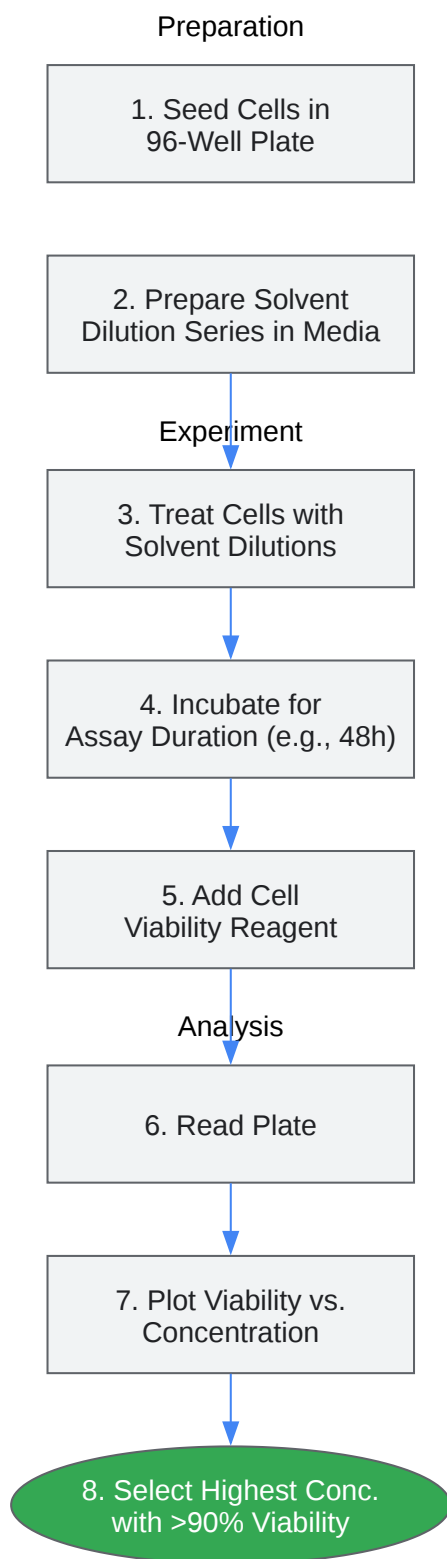 Preparation
1. Seed Cells in
96-Well Plate
2. Prepare Solvent
Dilution Series in Media
Experiment
3. Treat Cells with
Solvent Dilutions
4. Incubate for
Assay Duration (e.g., 48h)
5. Add Cell
Viability Reagent
Analysis
6. Read Plate
7. Plot Viability vs.
Concentration
8. Select Highest Conc.
with >90% Viability